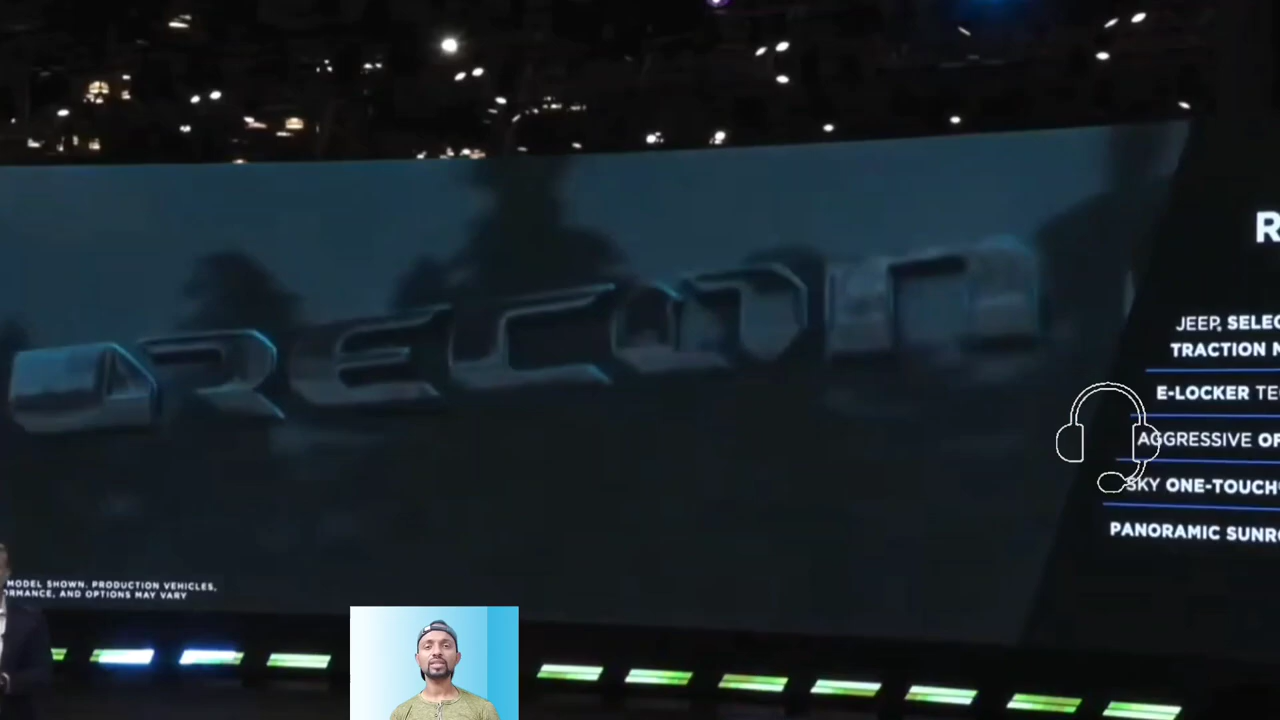 RECON
R
JEEP, SELEC
TRACTION M
E-LOCKER TE
AGGRESSIVE OF
SKY ONE-TOUCH
PANORAMIC SUNRO
MODEL SHOWN. PRODUCTION VEHICLES,
ORMANCE, AND OPTIONS MAY VARY